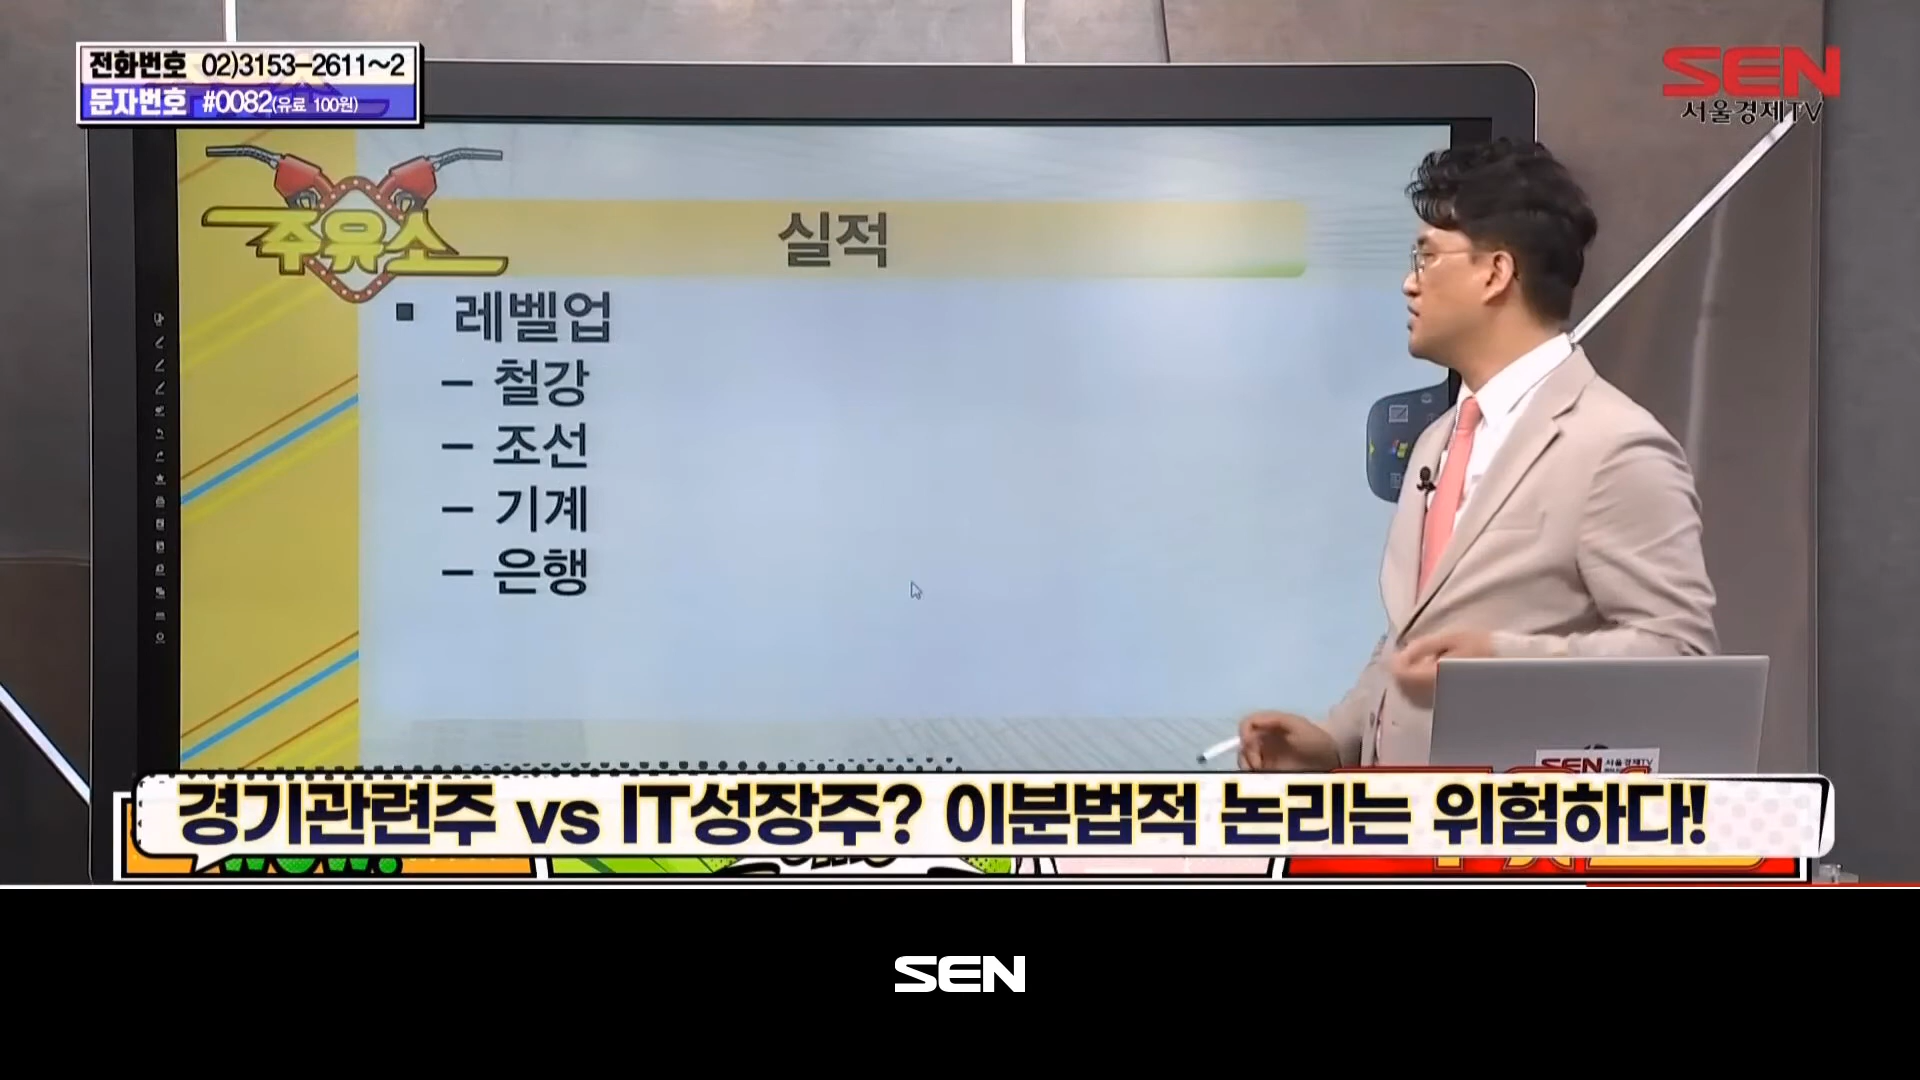 전화번호 02)3153-2611~2
문자번호 #0082(유료 100원)
SEN
서울경제TV
주유소
실적
▪ 레벨업
– 철강
– 조선
– 기계
– 은행
SEN 서울경제TV
경기관련주 vs IT성장주? 이분법적 논리는 위험하다!
SEN